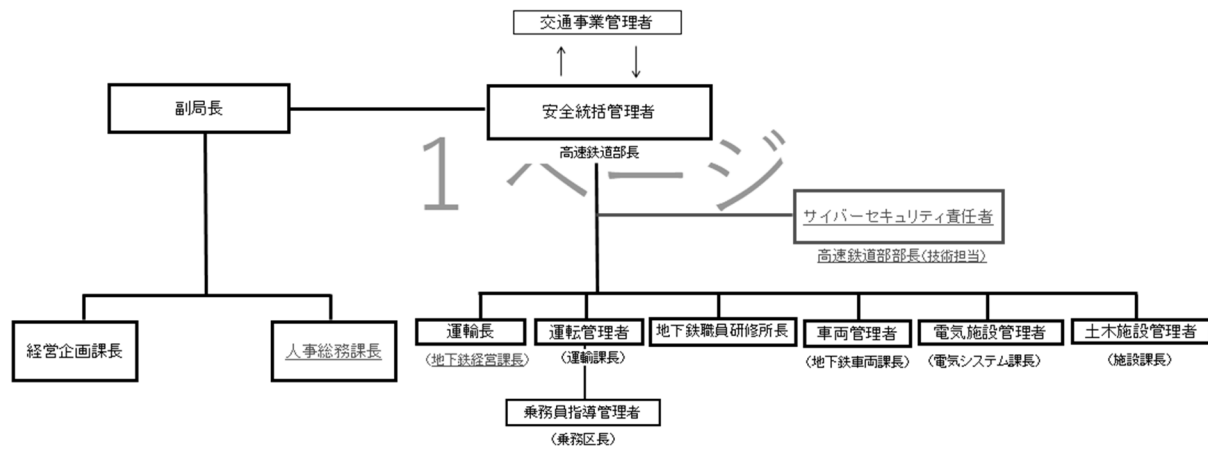 交通事業管理者
副局長
安全統括管理者
高速鉄道部長
1 ページ
サイバーセキュリティ責任者
高速鉄道部部長(技術担当)
経営企画課長
人事総務課長
運輸長
(地下鉄経営課長)
運転管理者
(運輸課長)
地下鉄職員研修所長
車両管理者
(地下鉄車両課長)
電気施設管理者
(電気システム課長)
土木施設管理者
(施設課長)
乗務員指導管理者
(乗務区長)